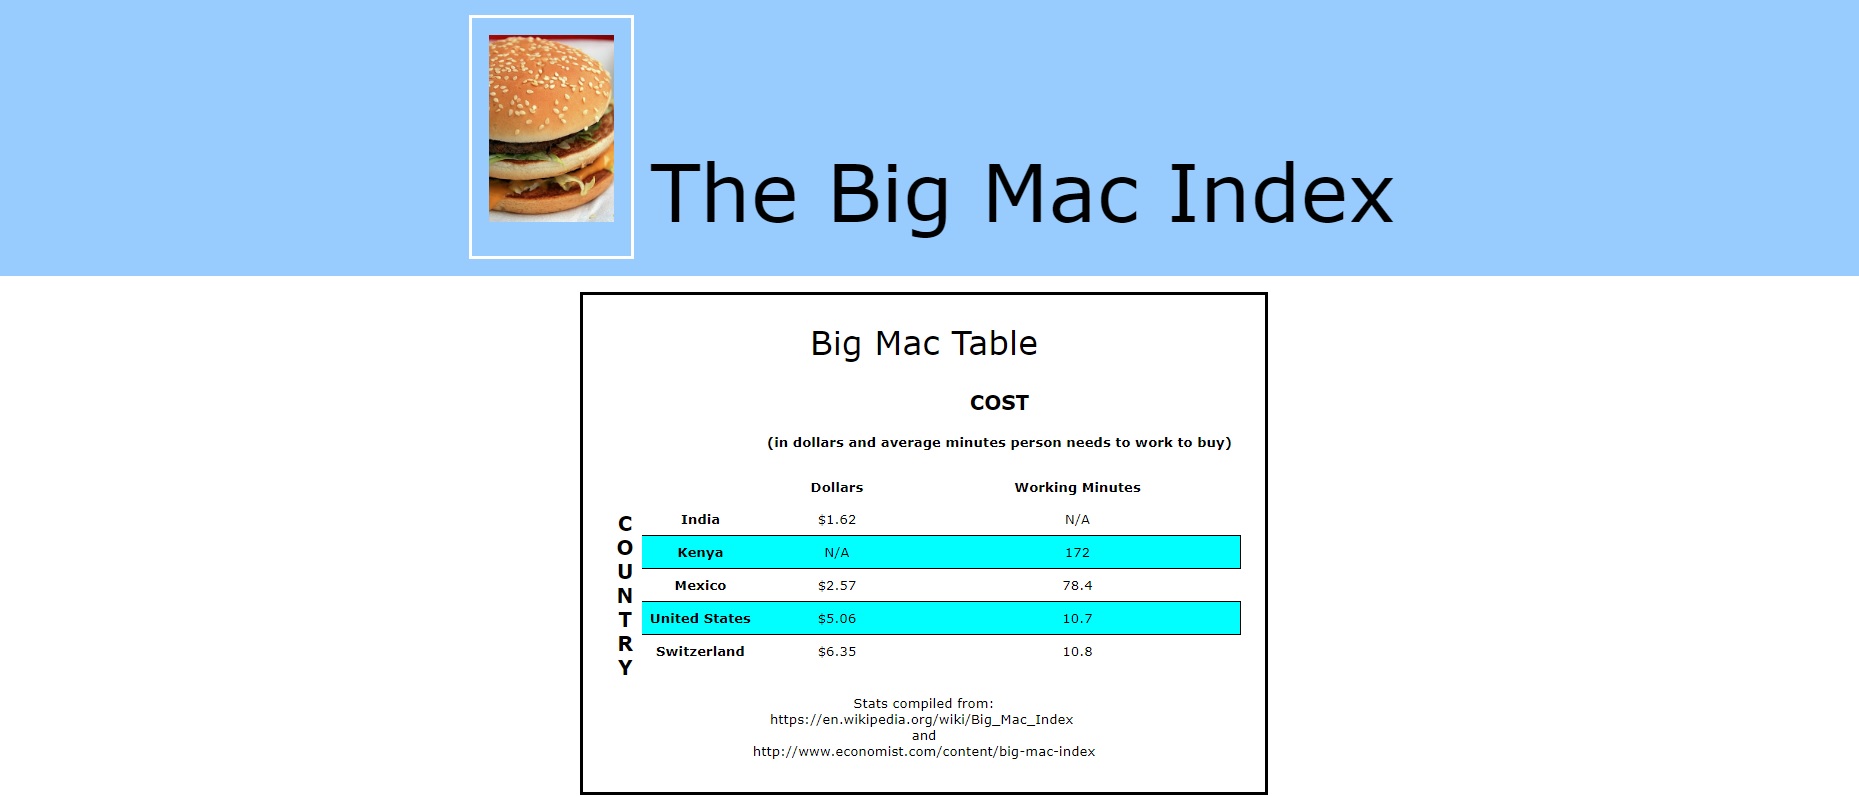 The Big Mac Index
Big Mac Table
COST
(in dollars and average minutes person needs to work to buy)
Dollars Working Minutes
COUNTRY
India $1.62 N/A
Kenya N/A 172
Mexico $2.57 78.4
United States $5.06 10.7
Switzerland $6.35 10.8
Stats compiled from:
https://en.wikipedia.org/wiki/Big_Mac_Index
and
http://www.economist.com/content/big-mac-index